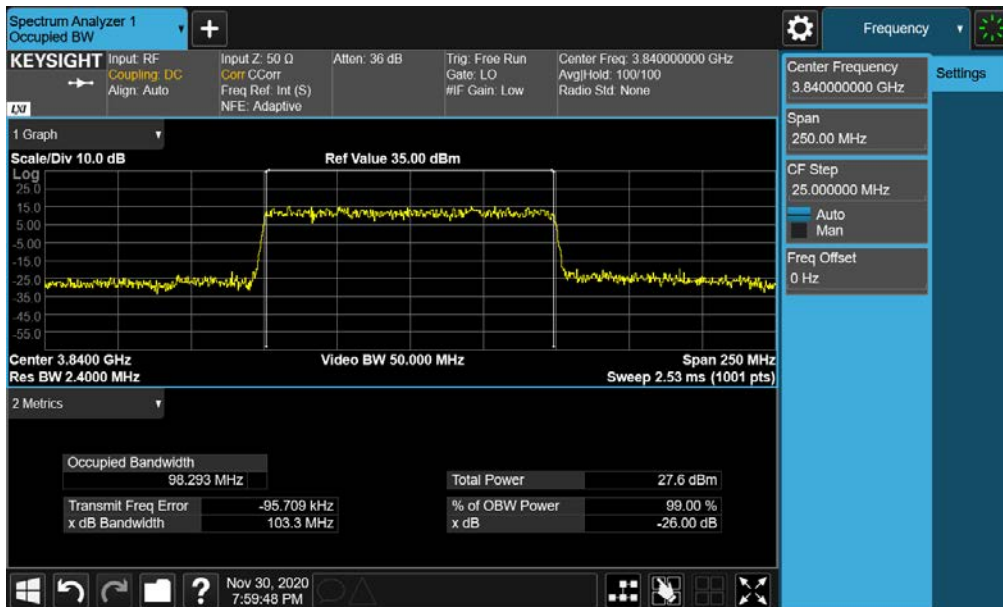 Spectrum Analyzer 1
Occupied BW
+
Frequency
KEYSIGHT
LXI
Input: RF
Coupling: DC
Align: Auto
Input Z: 50 Ω
Corr CCorr
Freq Ref: Int (S)
NFE: Adaptive
Atten: 36 dB
Trig: Free Run
Gate: LO
#IF Gain: Low
Center Freq: 3.840000000 GHz
Avg|Hold: 100/100
Radio Std: None
Center Frequency
3.840000000 GHz
Settings
Span
250.00 MHz
CF Step
25.000000 MHz
Auto
Man
Freq Offset
0 Hz
1 Graph
Scale/Div 10.0 dB
Ref Value 35.00 dBm
Log
25.0
15.0
5.00
-5.00
-15.0
-25.0
-35.0
-45.0
-55.0
Center 3.8400 GHz
Video BW 50.000 MHz
Span 250 MHz
Res BW 2.4000 MHz
Sweep 2.53 ms (1001 pts)
2 Metrics
Occupied Bandwidth
98.293 MHz
Total Power 27.6 dBm
Transmit Freq Error -95.709 kHz
% of OBW Power 99.00 %
x dB Bandwidth 103.3 MHz
x dB -26.00 dB
?
Nov 30, 2020
7:59:48 PM